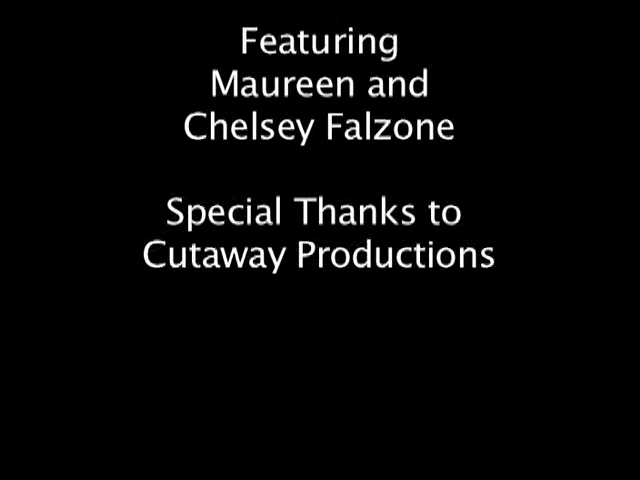 Featuring
Maureen and
Chelsey Falzone
Special Thanks to
Cutaway Productions